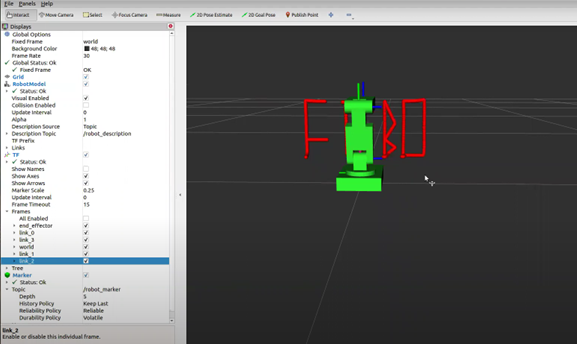 File Panels Help
Interact Move Camera Select Focus Camera Measure 2D Pose Estimate 2D Goal Pose Publish Point
Displays
Global Options
Fixed Frame world
Background Color 48; 48; 48
Frame Rate 30
Global Status: Ok
Fixed Frame OK
Grid
RobotModel
Status: Ok
Visual Enabled
Collision Enabled
Update Interval 0
Alpha 1
Description Source Topic
Description Topic /robot_description
TF Prefix
Links
TF
Status: Ok
Show Names
Show Axes
Show Arrows
Marker Scale 0.25
Update Interval 0
Frame Timeout 15
Frames
All Enabled
end_effector
link_0
link_3
world
link_1
link_2
Tree
Marker
Status: Ok
Topic /robot_marker
Depth 5
History Policy Keep Last
Reliability Policy Reliable
Durability Policy Volatile
link_2
Enable or disable this individual frame.